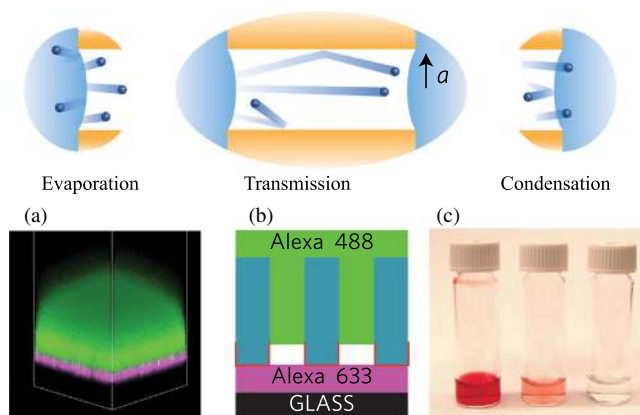 a
Evaporation Transmission Condensation
(a) (b) (c)
Alexa 488
Alexa 633
GLASS